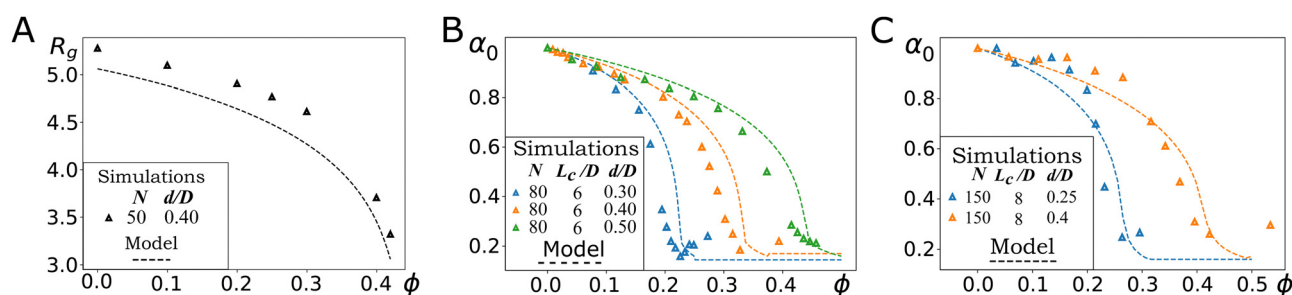 A
R_g
5.0
4.5
4.0
3.5
3.0
Simulations
N d/D
50 0.40
Model
0.0 0.1 0.2 0.3 0.4 ϕ
B
α_0
0.8
0.6
0.4
0.2
Simulations
N L_c/D d/D
80 6 0.30
80 6 0.40
80 6 0.50
Model
0.0 0.1 0.2 0.3 0.4 ϕ
C
α_0
0.8
0.6
0.4
0.2
Simulations
N L_c/D d/D
150 8 0.25
150 8 0.4
Model
0.0 0.1 0.2 0.3 0.4 0.5 ϕ